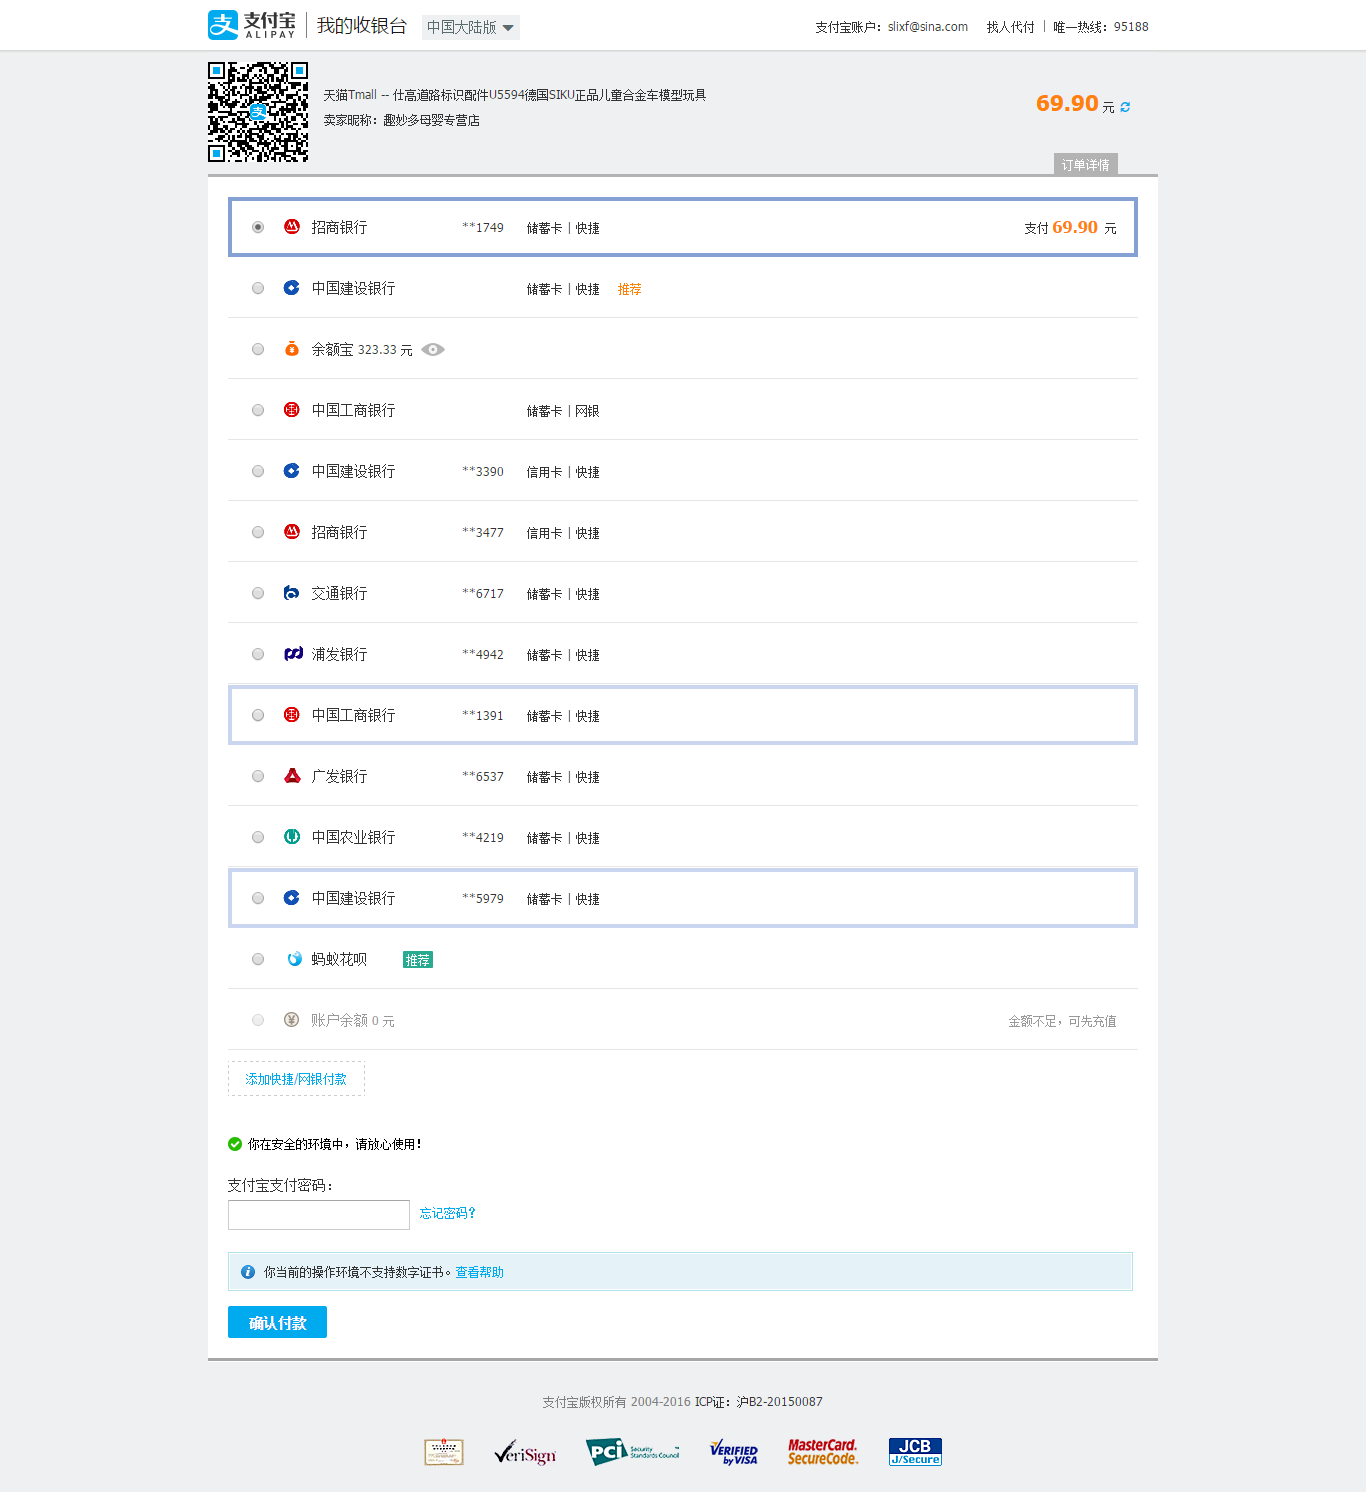 支付宝 ALIPAY 我的收银台 中国大陆版 支付宝账户：slixf@sina.com 找人代付 唯一热线：95188
天猫Tmall -- 仕高道路标识配件U5594德国SIKU正品儿童合金车模型玩具
69.90 元
卖家昵称：趣妙多母婴专营店
订单详情
招商银行 **1749 储蓄卡 | 快捷 支付 69.90 元
中国建设银行 储蓄卡 | 快捷 推荐
余额宝 323.33 元
中国工商银行 储蓄卡 | 网银
中国建设银行 **3390 信用卡 | 快捷
招商银行 **3477 信用卡 | 快捷
交通银行 **6717 储蓄卡 | 快捷
浦发银行 **4942 储蓄卡 | 快捷
中国工商银行 **1391 储蓄卡 | 快捷
广发银行 **6537 储蓄卡 | 快捷
中国农业银行 **4219 储蓄卡 | 快捷
中国建设银行 **5979 储蓄卡 | 快捷
蚂蚁花呗 推荐
账户余额 0 元 金额不足，可先充值
添加快捷/网银付款
你在安全的环境中，请放心使用！
支付宝支付密码：
忘记密码？
你当前的操作环境不支持数字证书。查看帮助
确认付款
支付宝版权所有 2004-2016 ICP证：沪B2-20150087
VeriSign PCI Security Standards Council VERIFIED by VISA MasterCard. SecureCode. JCB J/Secure